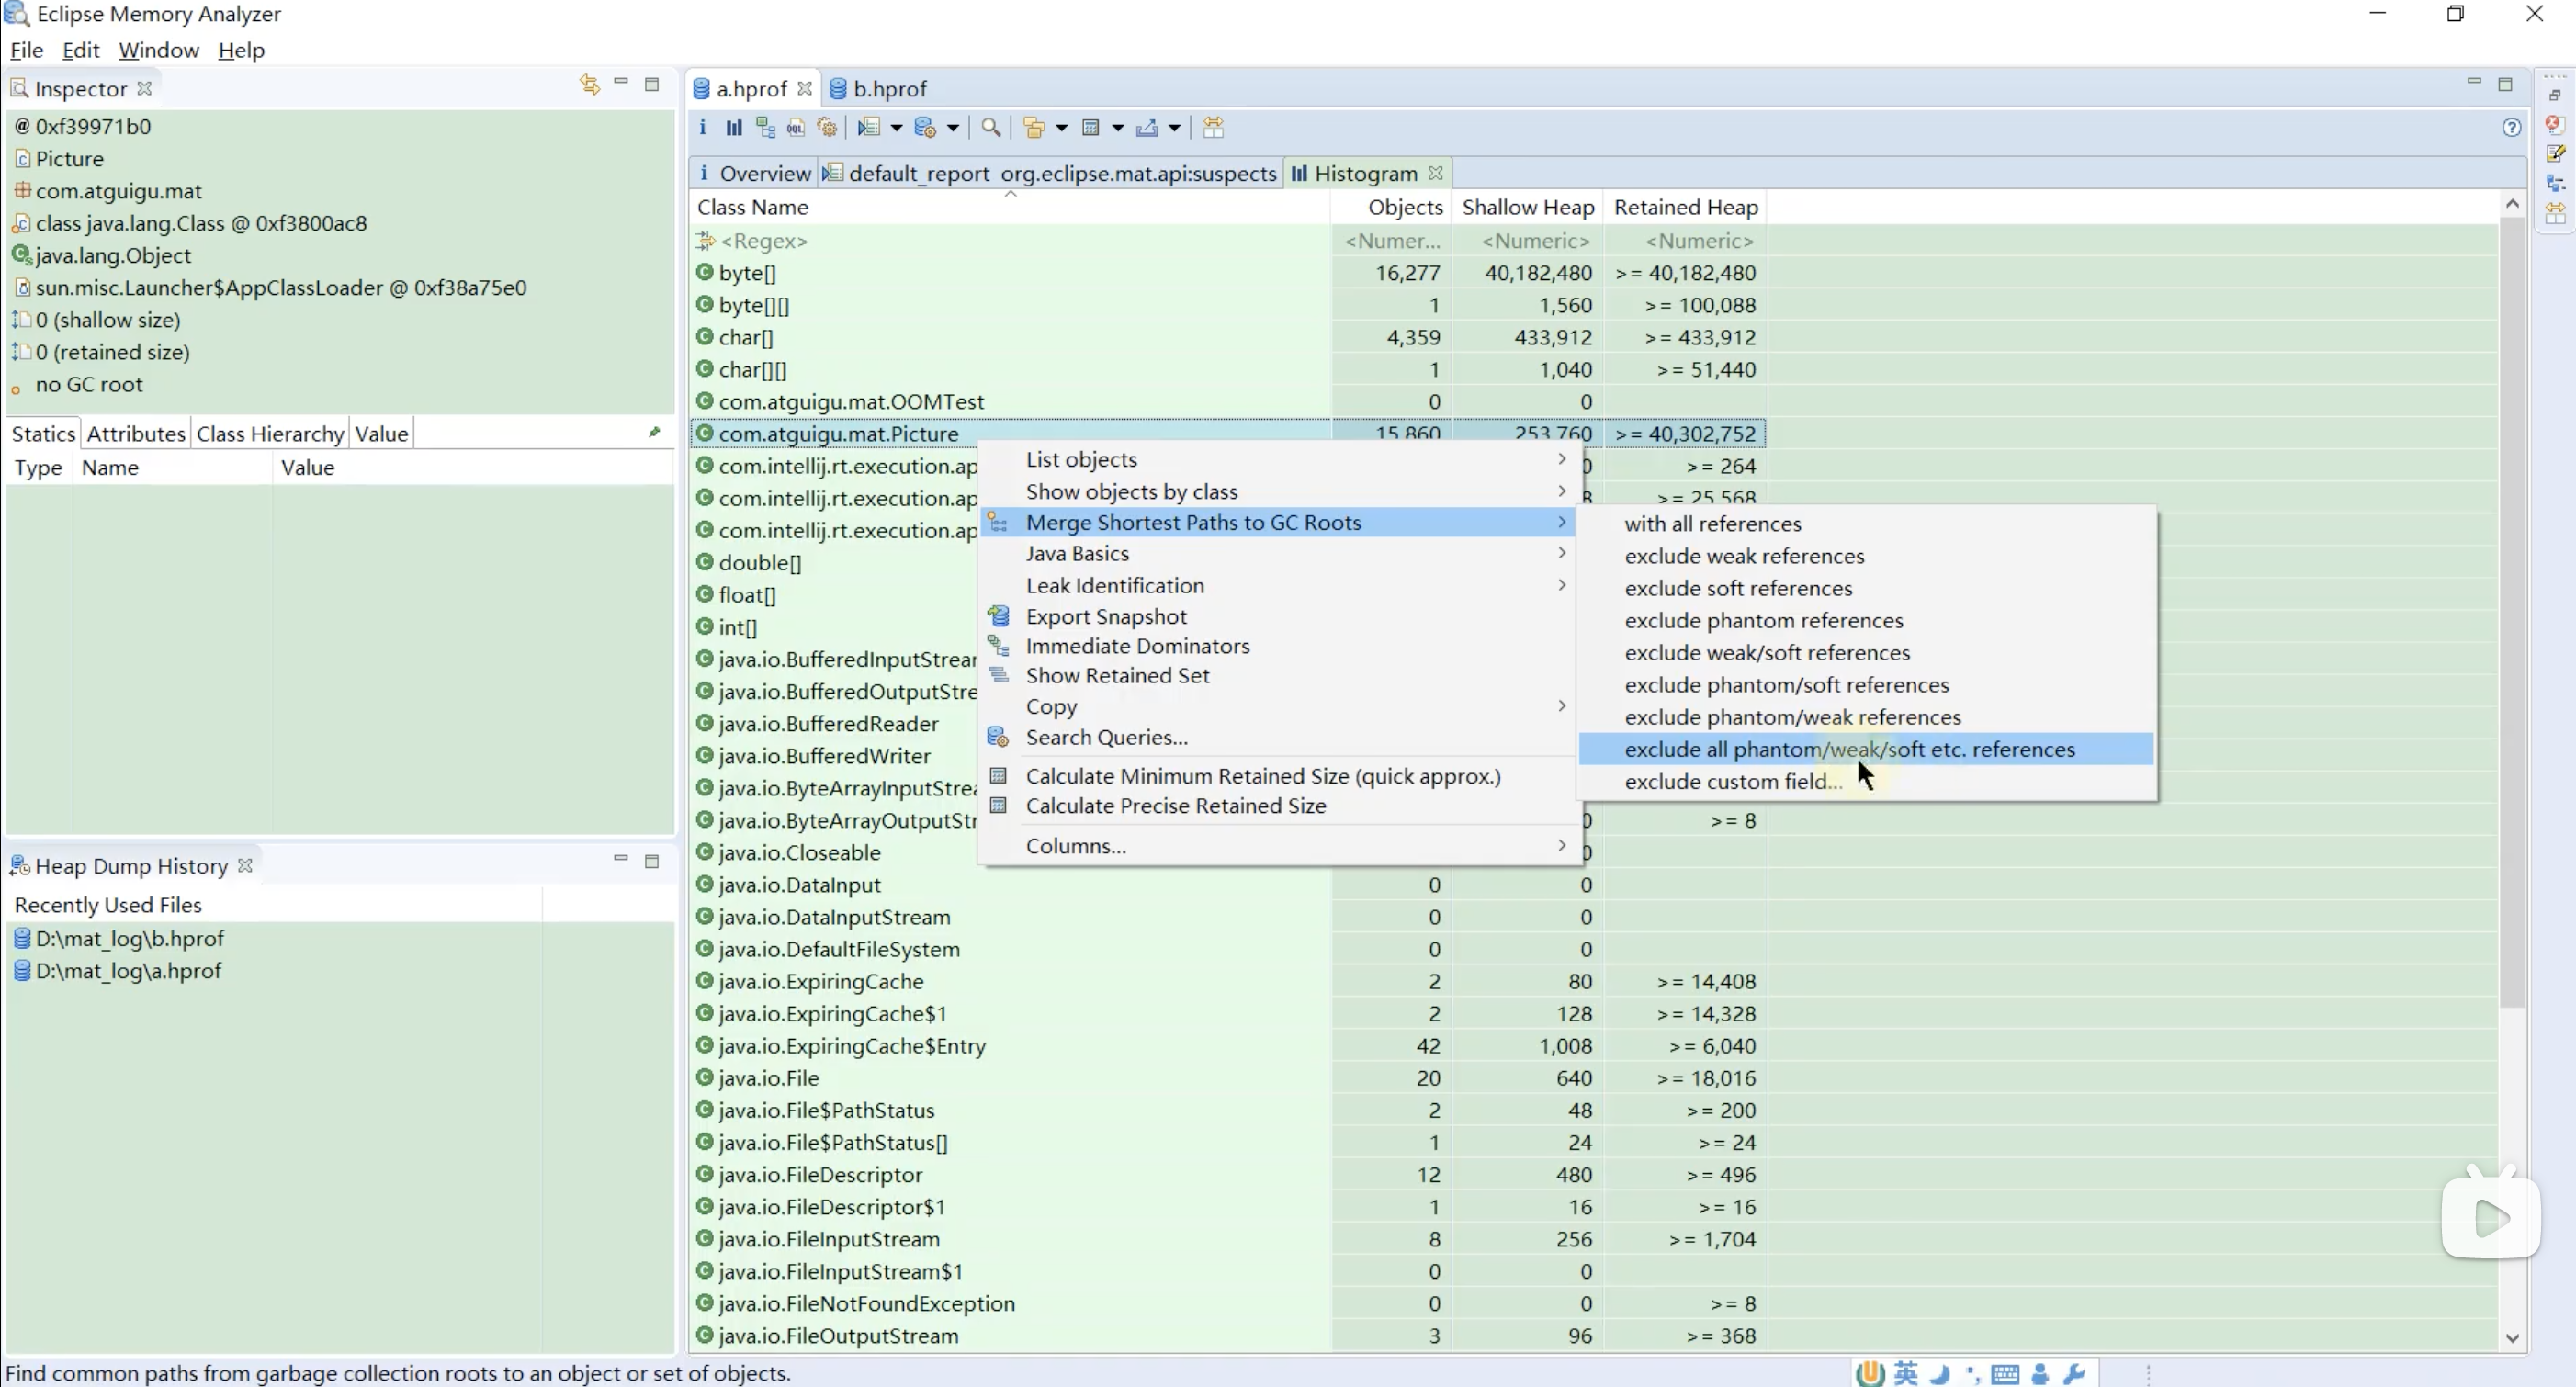 Eclipse Memory Analyzer
File Edit Window Help
Inspector
@ 0xf39971b0
Picture
com.atguigu.mat
class java.lang.Class @ 0xf3800ac8
java.lang.Object
sun.misc.Launcher$AppClassLoader @ 0xf38a75e0
0 (shallow size)
0 (retained size)
no GC root
Statics Attributes Class Hierarchy Value
Type Name Value
Heap Dump History
Recently Used Files
D:\mat_log\b.hprof
D:\mat_log\a.hprof
a.hprof b.hprof
i OQL
i Overview default_report org.eclipse.mat.api:suspects Histogram
Class Name Objects Shallow Heap Retained Heap
<Regex> <Numer... <Numeric> <Numeric>
byte[] 16,277 40,182,480 >= 40,182,480
byte[][] 1 1,560 >= 100,088
char[] 4,359 433,912 >= 433,912
char[][] 1 1,040 >= 51,440
com.atguigu.mat.OOMTest 0 0
com.atguigu.mat.Picture 15,860 253,760 >= 40,302,752
com.intellij.rt.execution.ap 0 >= 264
com.intellij.rt.execution.ap 8 >= 25,568
com.intellij.rt.execution.ap
double[]
float[]
int[]
java.io.BufferedInputStrear
java.io.BufferedOutputStre
java.io.BufferedReader
java.io.BufferedWriter
java.io.ByteArrayInputStrea
java.io.ByteArrayOutputStr 0 >= 8
java.io.Closeable 0
java.io.DataInput 0 0
java.io.DataInputStream 0 0
java.io.DefaultFileSystem 0 0
java.io.ExpiringCache 2 80 >= 14,408
java.io.ExpiringCache$1 2 128 >= 14,328
java.io.ExpiringCache$Entry 42 1,008 >= 6,040
java.io.File 20 640 >= 18,016
java.io.File$PathStatus 2 48 >= 200
java.io.File$PathStatus[] 1 24 >= 24
java.io.FileDescriptor 12 480 >= 496
java.io.FileDescriptor$1 1 16 >= 16
java.io.FileInputStream 8 256 >= 1,704
java.io.FileInputStream$1 0 0
java.io.FileNotFoundException 0 0 >= 8
java.io.FileOutputStream 3 96 >= 368
List objects
Show objects by class
Merge Shortest Paths to GC Roots
Java Basics
Leak Identification
Export Snapshot
Immediate Dominators
Show Retained Set
Copy
Search Queries...
Calculate Minimum Retained Size (quick approx.)
Calculate Precise Retained Size
Columns...
with all references
exclude weak references
exclude soft references
exclude phantom references
exclude weak/soft references
exclude phantom/soft references
exclude phantom/weak references
exclude all phantom/weak/soft etc. references
exclude custom field...
Find common paths from garbage collection roots to an object or set of objects.
英